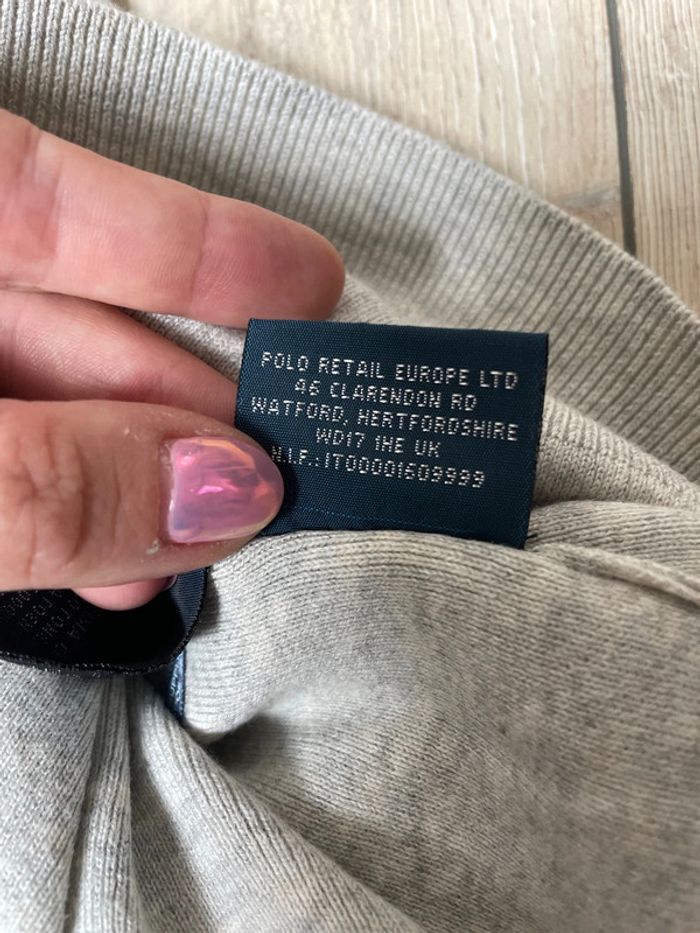 POLO RETAIL EUROPE LTD
46 CLARENDON RD
WATFORD, HERTFORDSHIRE
WD17 1HE UK
N.I.F.:IT00001609999